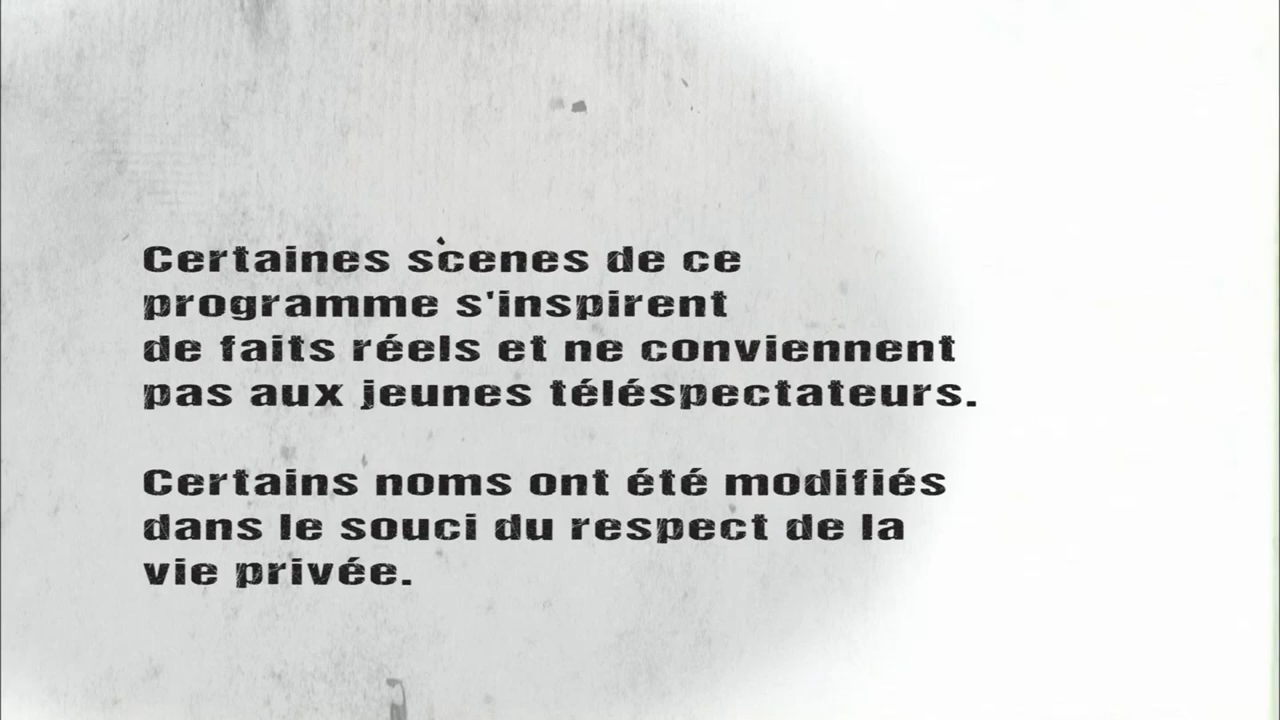 Certaines scenes de ce
programme s'inspirent
de faits réels et ne conviennent
pas aux jeunes téléspectateurs.
Certains noms ont été modifiés
dans le souci du respect de la
vie privée.